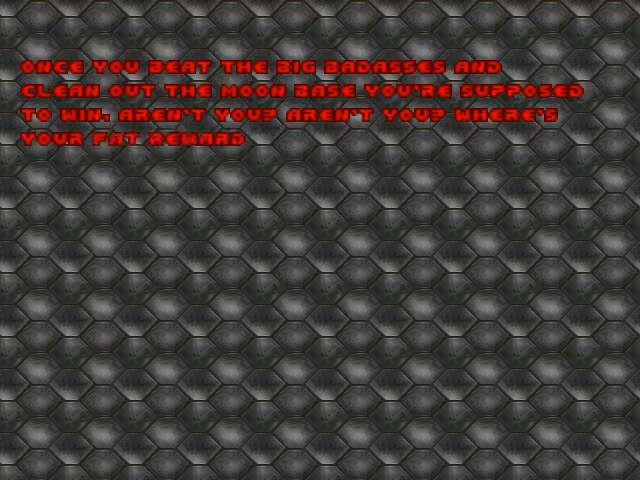 ONCE YOU BEAT THE BIG BADASSES AND
CLEAN OUT THE MOON BASE YOU'RE SUPPOSED
TO WIN, AREN'T YOU? AREN'T YOU? WHERE'S
YOUR FAT REWARD